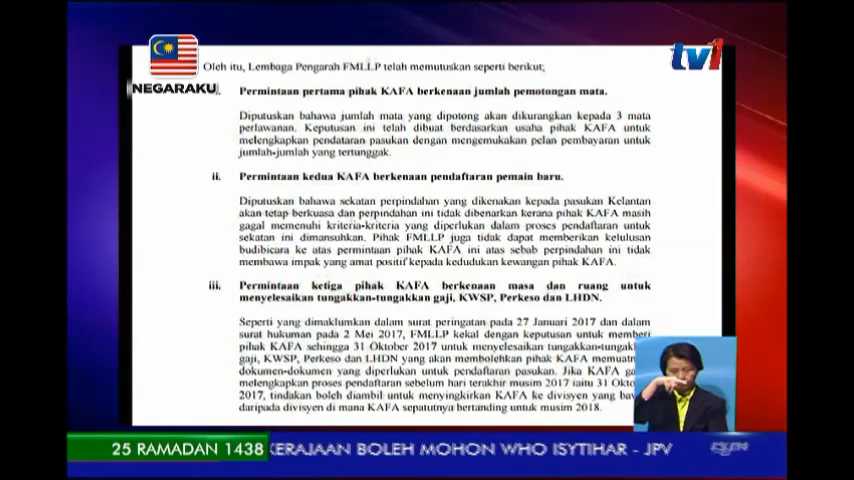 tv1
NEGARAKU
Oleh itu, Lembaga Pengarah FMLLP telah memutuskan seperti berikut;
Permintaan pertama pihak KAFA berkenaan jumlah pemotongan mata.
Diputuskan bahawa jumlah mata yang dipotong akan dikurangkan kepada 3 mata
perlawanan. Keputusan ini telah dibuat berdasarkan usaha pihak KAFA untuk
melengkapkan pendataran pasukan dengan mengemukakan pelan pembayaran untuk
jumlah-jumlah yang tertunggak.
ii. Permintaan kedua KAFA berkenaan pendaftaran pemain baru.
Diputuskan bahawa sekatan perpindahan yang dikenakan kepada pasukan Kelantan
akan tetap berkuasa dan perpindahan ini tidak dibenarkan kerana pihak KAFA masih
gagal memenuhi kriteria-kriteria yang diperlukan dalam proses pendaftaran untuk
sekatan ini dimansuhkan. Pihak FMLLP juga tidak dapat memberikan kelulusan
budibicara ke atas permintaan pihak KAFA ini atas sebab perpindahan ini tidak
membawa impak yang amat positif kepada kedudukan kewangan pihak KAFA.
iii. Permintaan ketiga pihak KAFA berkenaan masa dan ruang untuk
menyelesaikan tungakkan-tungakkan gaji, KWSP, Perkeso dan LHDN.
Seperti yang dimaklumkan dalam surat peringatan pada 27 Januari 2017 dan dalam
surat hukuman pada 2 Mei 2017, FMLLP kekal dengan keputusan untuk memberi
pihak KAFA sehingga 31 Oktober 2017 untuk menyelesaikan tungakkan-tungakk
gaji, KWSP, Perkeso dan LHDN yang akan membolehkan pihak KAFA memuatn
dokumen-dokumen yang diperlukan untuk pendaftaran pasukan. Jika KAFA ga
melengkapkan proses pendaftaran sebelum hari terakhir musim 2017 iaitu 31 Okto
2017, tindakan boleh diambil untuk menyingkirkan KAFA ke divisyen yang baw
daripada divisyen di mana KAFA sepatutnya bertanding untuk musim 2018.
25 RAMADAN 1438 KERAJAAN BOLEH MOHON WHO ISYTIHAR - JPV